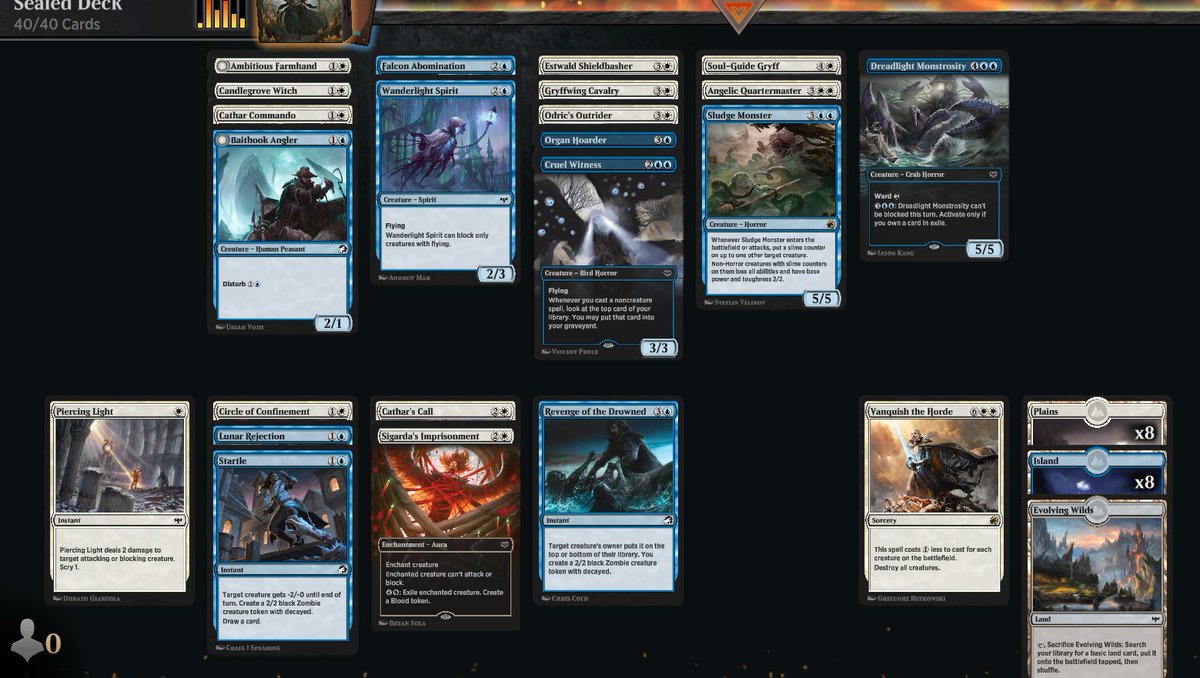 Sealed Deck
40/40 Cards
Ambitious Farmhand
Candlegrove Witch
Cathar Commando
Baithook Angler
Creature – Human Peasant
Disturb
Uriah Voth
2/1
Falcon Abomination
Wanderlight Spirit
Creature – Spirit
Flying
Wanderlight Spirit can block only
creatures with flying.
Andrew Mar
2/3
Estwald Shieldbasher
Gryffwing Cavalry
Odric's Outrider
Organ Hoarder
Cruel Witness
Creature – Bird Horror
Flying
Whenever you cast a noncreature
spell, look at the top card of your
library. You may put that card into
your graveyard.
Vincent Proce
3/3
Soul-Guide Gryff
Angelic Quartermaster
Sludge Monster
Creature – Horror
Whenever Sludge Monster enters the
battlefield or attacks, put a slime counter
on up to one other target creature.
Non-Horror creatures with slime counters
on them lose all abilities and have base
power and toughness 2/2.
Svetlin Velinov
5/5
Dreadlight Monstrosity
Creature – Crab Horror
Ward 2
3: Dreadlight Monstrosity can't
be blocked this turn. Activate only if
you own a card in exile.
Jason Kang
5/5
Piercing Light
Instant
Piercing Light deals 2 damage to
target attacking or blocking creature.
Scry 1.
Donato Giancola
Circle of Confinement
Lunar Rejection
Startle
Instant
Target creature gets -2/-0 until end of
turn. Create a 2/2 black Zombie
creature token with decayed.
Draw a card.
Craig J Spearing
Cathar's Call
Sigarda's Imprisonment
Enchantment – Aura
Enchant creature
Enchanted creature can't attack or
block.
: Exile enchanted creature. Create
a Blood token.
Bryan Sola
Revenge of the Drowned
Instant
Target creature's owner puts it on the
top or bottom of their library. You
create a 2/2 black Zombie creature
token with decayed.
Chris Cold
Vanquish the Horde
Sorcery
This spell costs 1 less to cast for each
creature on the battlefield.
Destroy all creatures.
Grzegorz Rutkowski
Plains
x8
Island
x8
Evolving Wilds
Land
, Sacrifice Evolving Wilds: Search
your library for a basic land card, put it
onto the battlefield tapped, then
shuffle.
0